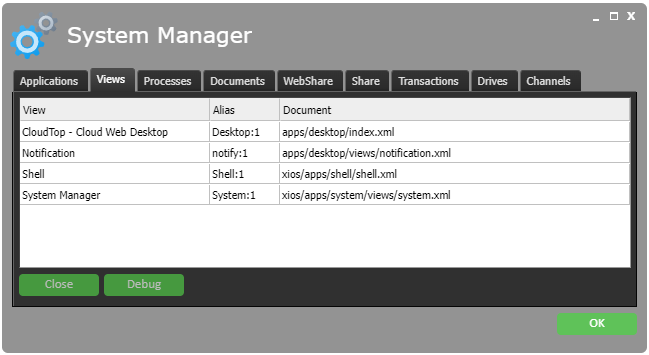 System Manager
Applications Views Processes Documents WebShare Share Transactions Drives Channels
View Alias Document
CloudTop - Cloud Web Desktop Desktop:1 apps/desktop/index.xml
Notification notify:1 apps/desktop/views/notification.xml
Shell Shell:1 xios/apps/shell/shell.xml
System Manager System:1 xios/apps/system/views/system.xml
Close Debug
OK